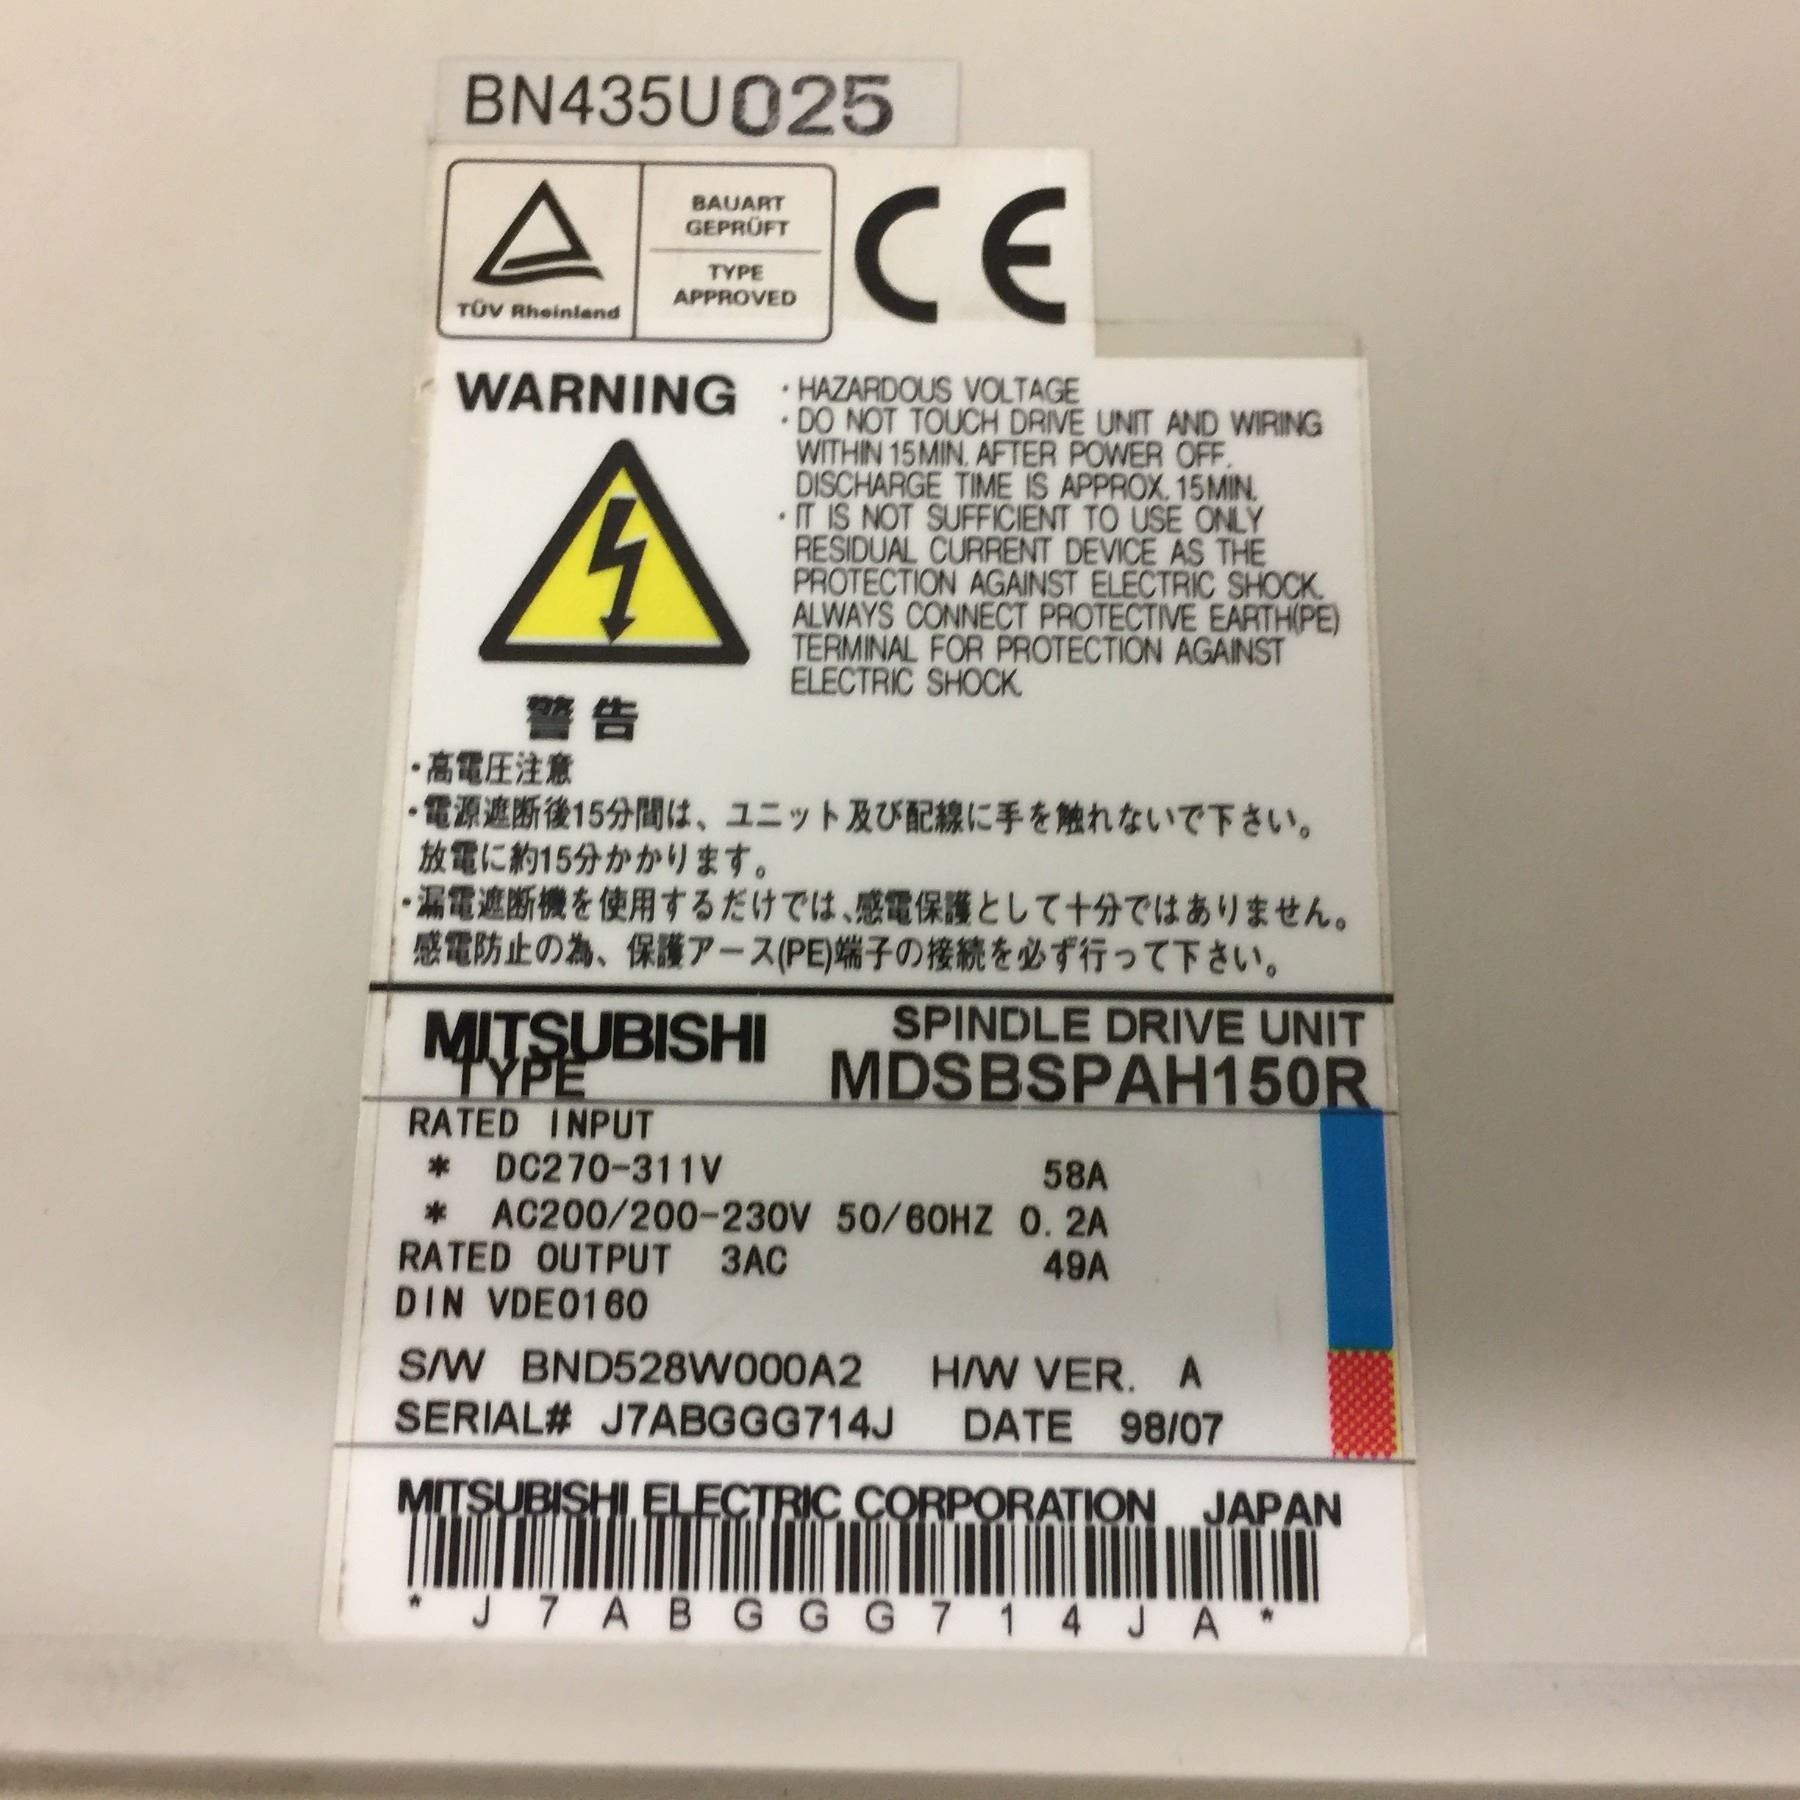 BN435U025
BAUART
GEPRÜFT
TYPE
APPROVED
TÜV Rheinland
CE
WARNING
・HAZARDOUS VOLTAGE
・DO NOT TOUCH DRIVE UNIT AND WIRING
WITHIN 15MIN. AFTER POWER OFF.
DISCHARGE TIME IS APPROX. 15MIN.
・IT IS NOT SUFFICIENT TO USE ONLY
RESIDUAL CURRENT DEVICE AS THE
PROTECTION AGAINST ELECTRIC SHOCK.
ALWAYS CONNECT PROTECTIVE EARTH(PE)
TERMINAL FOR PROTECTION AGAINST
ELECTRIC SHOCK.
警告
・高電圧注意
・電源遮断後15分間は、ユニット及び配線に手を触れないで下さい。
放電に約15分かかります。
・漏電遮断機を使用するだけでは、感電保護として十分ではありません。
感電防止の為、保護アース(PE)端子の接続を必ず行って下さい。
MITSUBISHI SPINDLE DRIVE UNIT
TYPE MDSBSPAH150R
RATED INPUT
* DC270-311V 58A
* AC200/200-230V 50/60HZ 0.2A
RATED OUTPUT 3AC 49A
DIN VDE0160
S/W BND528W000A2 H/W VER. A
SERIAL# J7ABGGG714J DATE 98/07
MITSUBISHI ELECTRIC CORPORATION JAPAN
* J 7 A B G G G 7 1 4 J A *